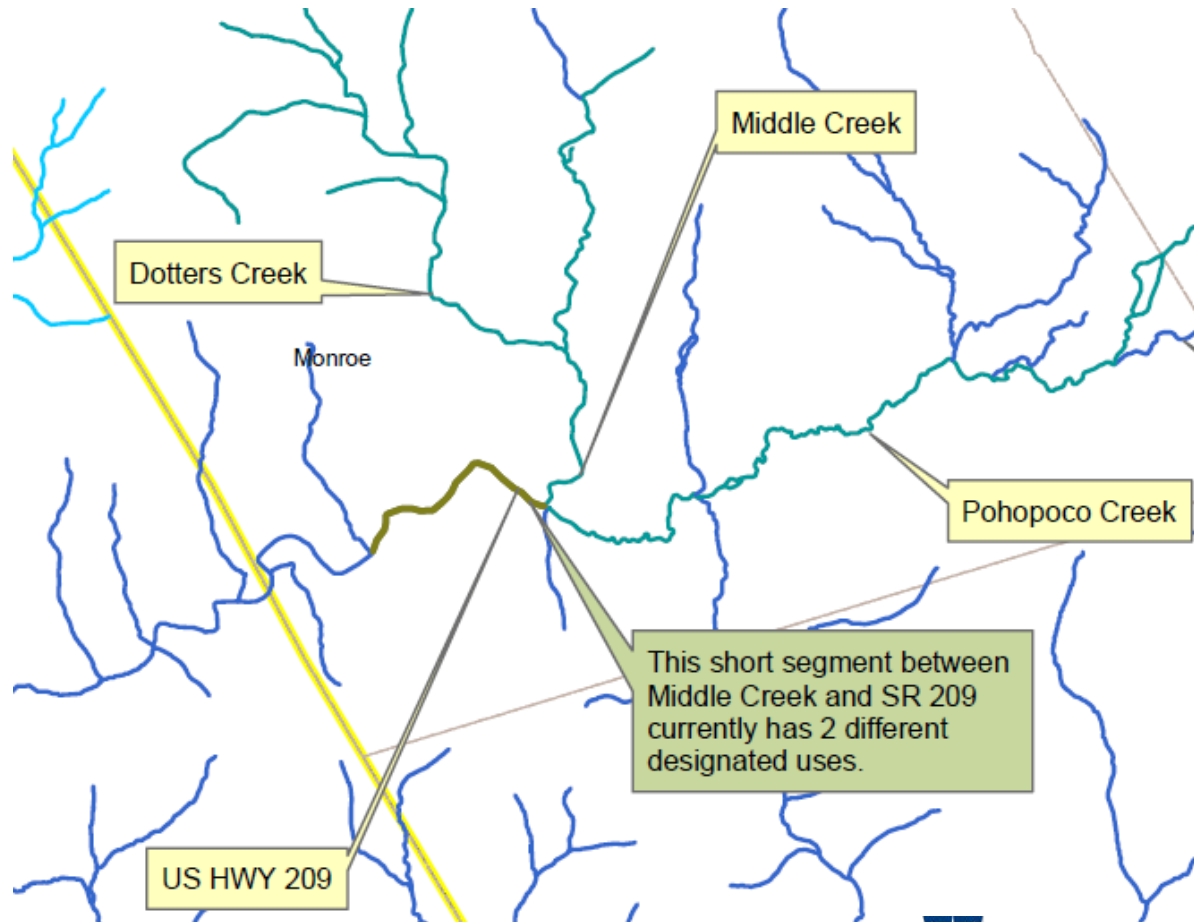 Middle Creek
Dotters Creek
Monroe
Pohopoco Creek
This short segment between
Middle Creek and SR 209
currently has 2 different
designated uses.
US HWY 209